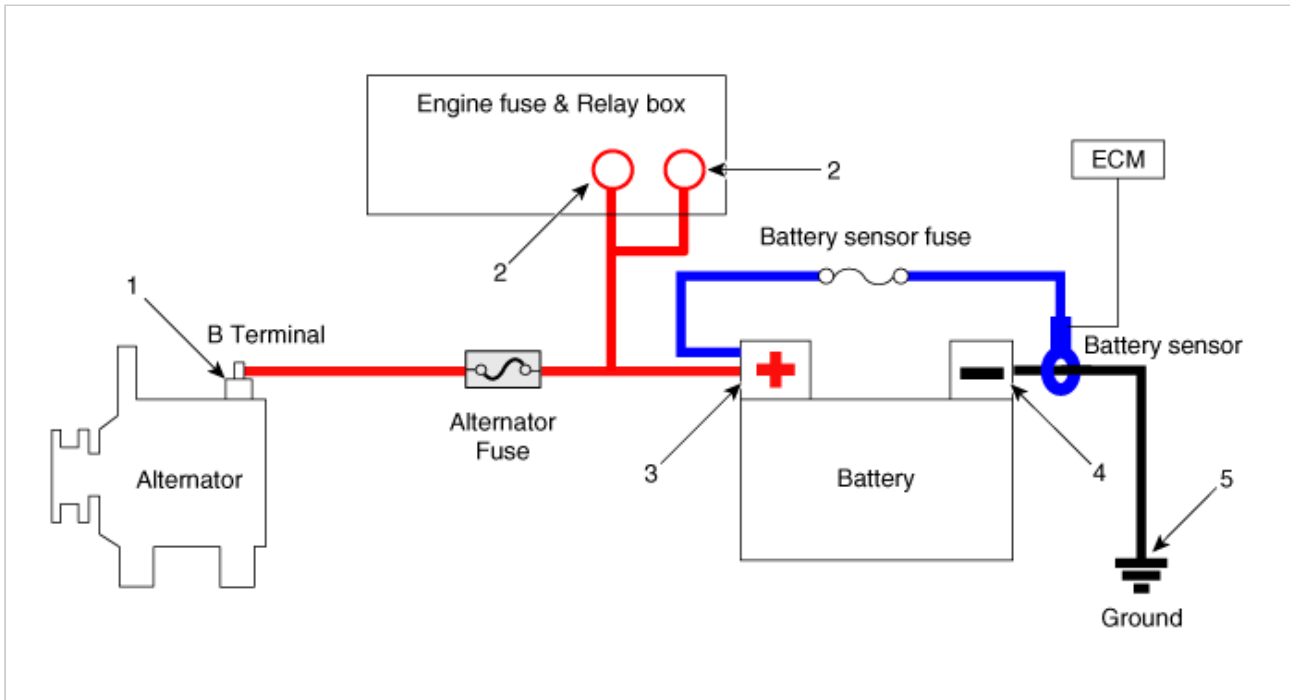 Engine fuse & Relay box
2
ECM
2
Battery sensor fuse
1
B Terminal
Battery sensor
+
-
Alternator
Fuse
3
4
Alternator
Battery
5
Ground